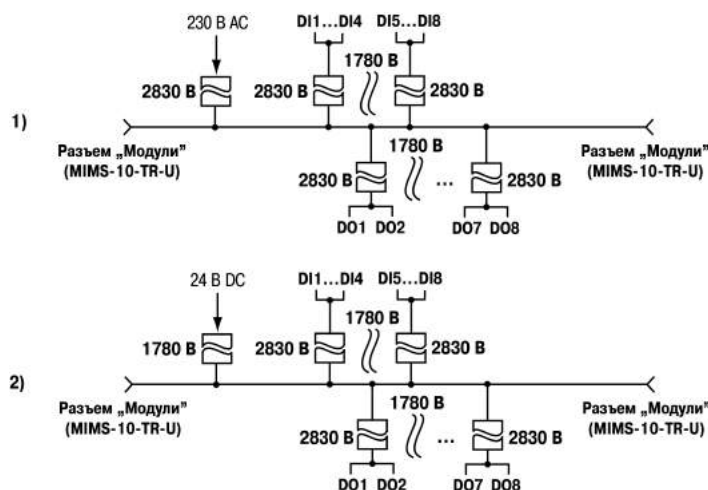 230 В AC
DI1...DI4 DI5...DI8
1780 В
2830 В 2830 В 2830 В
1)
Разъем „Модули”
(MIMS-10-TR-U)
1780 В
Разъем „Модули”
(MIMS-10-TR-U)
2830 В ... 2830 В
DO1 DO2 DO7 DO8
24 В DC
DI1...DI4 DI5...DI8
1780 В
1780 В 2830 В 2830 В
2)
Разъем „Модули”
(MIMS-10-TR-U)
1780 В
Разъем „Модули”
(MIMS-10-TR-U)
2830 В ... 2830 В
DO1 DO2 DO7 DO8